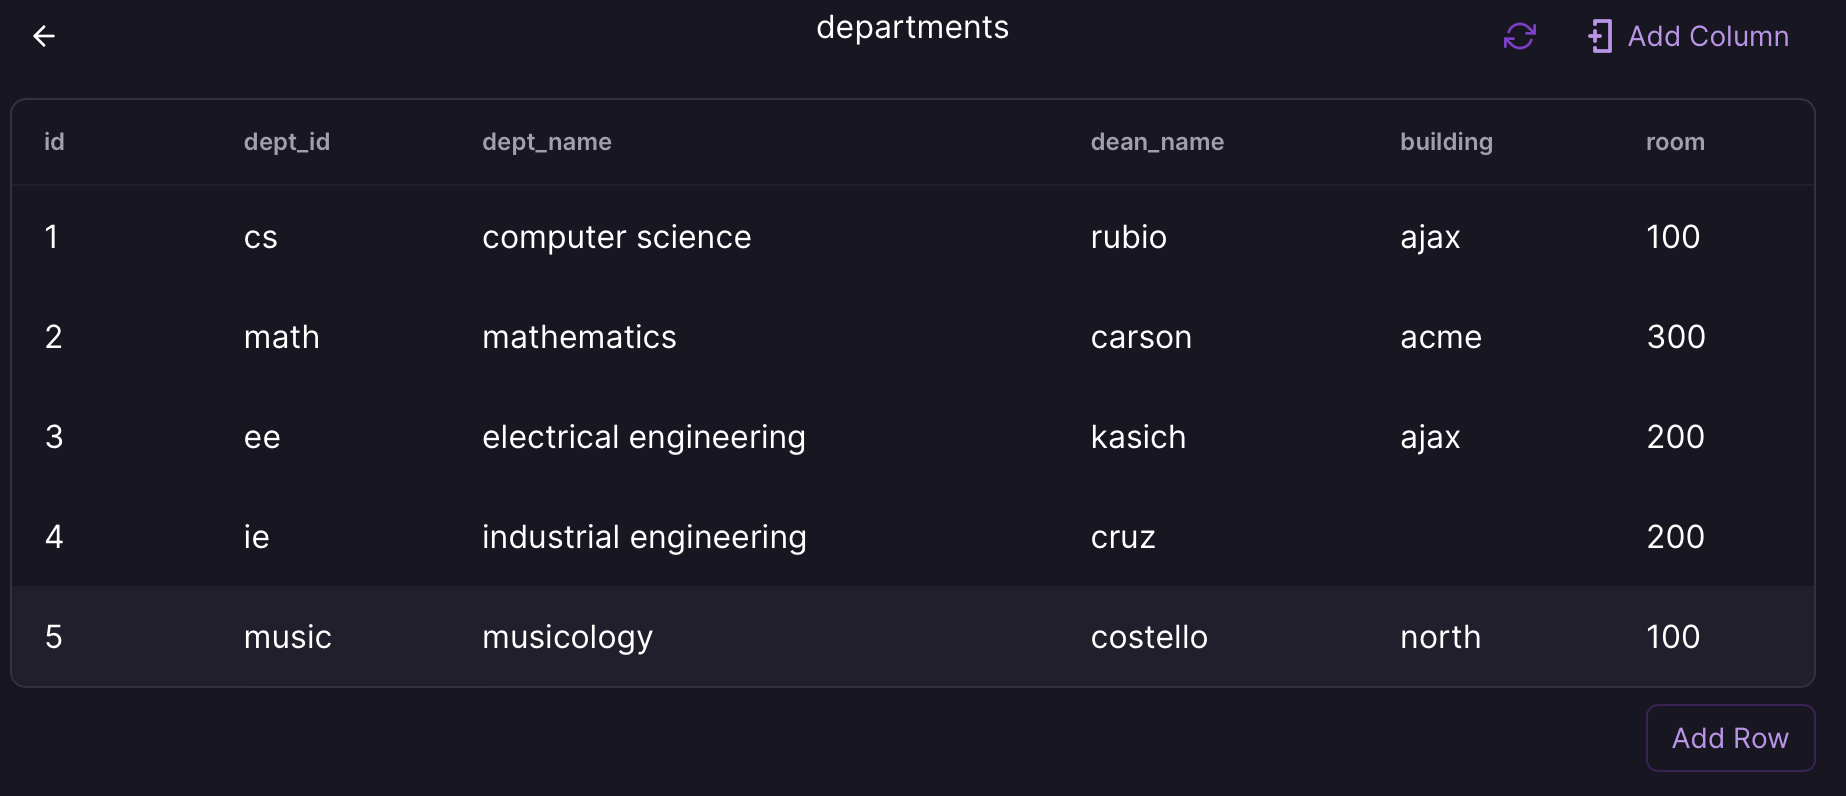 departments
Add Column
id dept_id dept_name dean_name building room
1 cs computer science rubio ajax 100
2 math mathematics carson acme 300
3 ee electrical engineering kasich ajax 200
4 ie industrial engineering cruz 200
5 music musicology costello north 100
Add Row